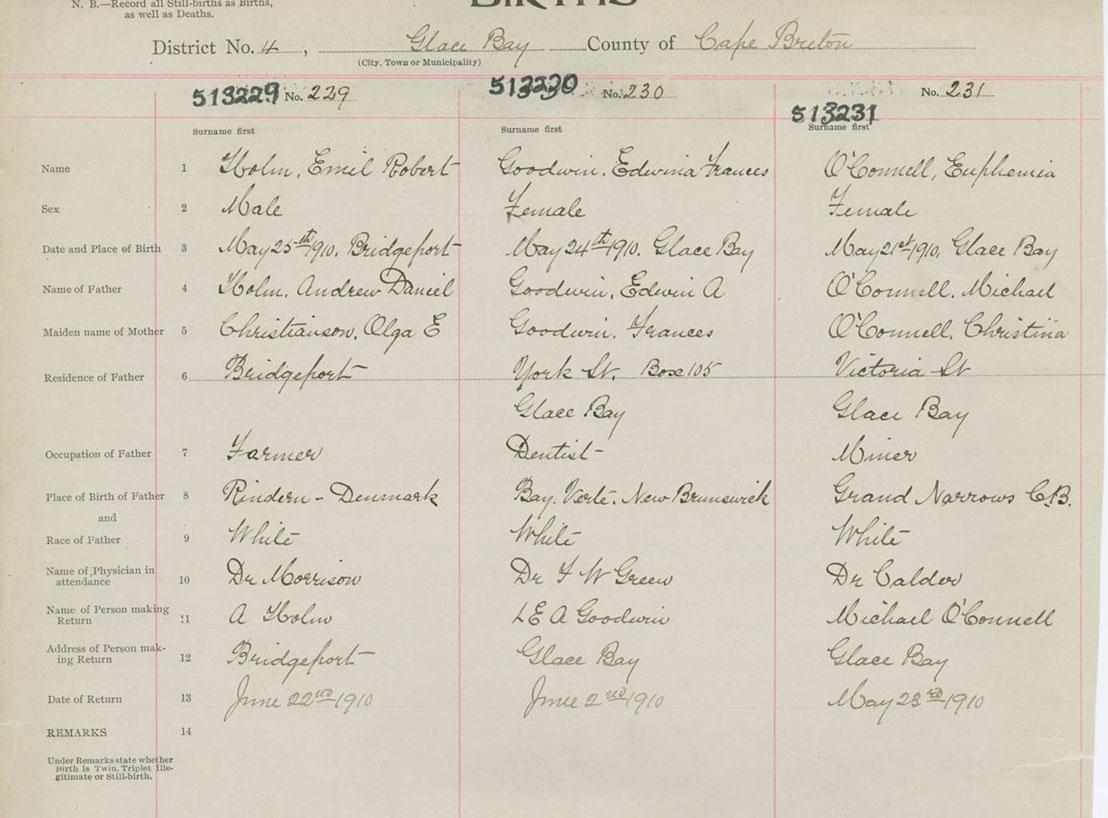 N. B.—Record all Still-births as Births,
as well as Deaths.
BIRTHS
District No. 4, Glace Bay County of Cape Breton
(City, Town or Municipality)
513229 No. 229 513230 No. 230 513231 No. 231
Surname first Surname first Surname first
Name 1 Holm, Emil Robert Goodwin, Edwina Frances O'Connell, Euphemia
Sex 2 Male Female Female
Date and Place of Birth 3 May 25th 1910, Bridgeport May 24th 1910, Glace Bay May 21st 1910, Glace Bay
Name of Father 4 Holm, Andrew Daniel Goodwin, Edwin A O'Connell, Michael
Maiden name of Mother 5 Christianson, Olga E Goodwin, Frances O'Connell, Christina
Residence of Father 6 Bridgeport York St. Box 105 Victoria St
Glace Bay Glace Bay
Occupation of Father 7 Farmer Dentist Miner
Place of Birth of Father 8 Rindern - Denmark Bay. Verte. New Brunswick Grand Narrows C.B.
and
Race of Father 9 White White White
Name of Physician in
attendance 10 Dr Morrison Dr F W Green Dr Calder
Name of Person making
Return 11 A Holm E A Goodwin Michael O'Connell
Address of Person mak-
ing Return 12 Bridgeport Glace Bay Glace Bay
Date of Return 13 June 22nd 1910 June 2nd 1910 May 23rd 1910
REMARKS 14
Under Remarks state whether
Birth is Twin, Triplet Ille-
gitimate or Still-birth.